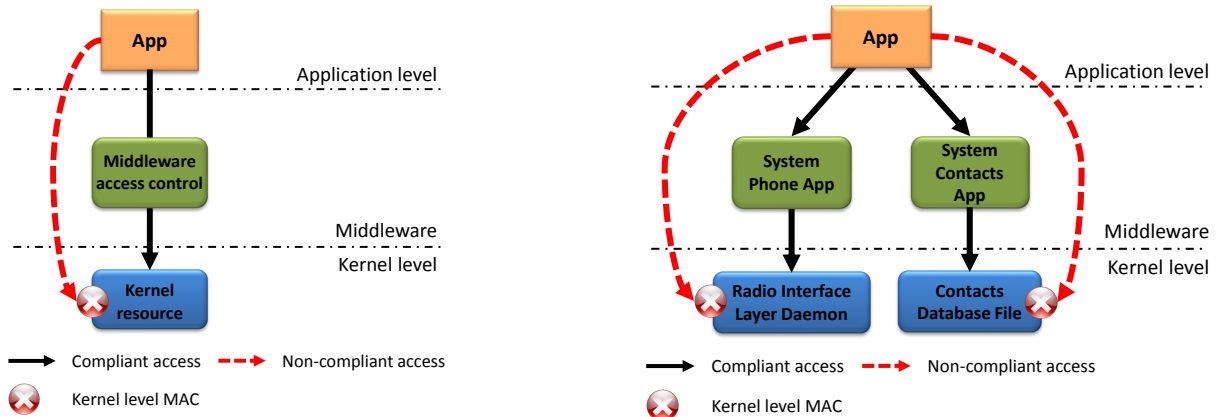 App
Application level
Middleware
access control
Middleware
Kernel level
Kernel
resource
Compliant access
Non-compliant access
Kernel level MAC
App
Application level
System
Phone App
System
Contacts
App
Middleware
Kernel level
Radio Interface
Layer Daemon
Contacts
Database File
Compliant access
Non-compliant access
Kernel level MAC